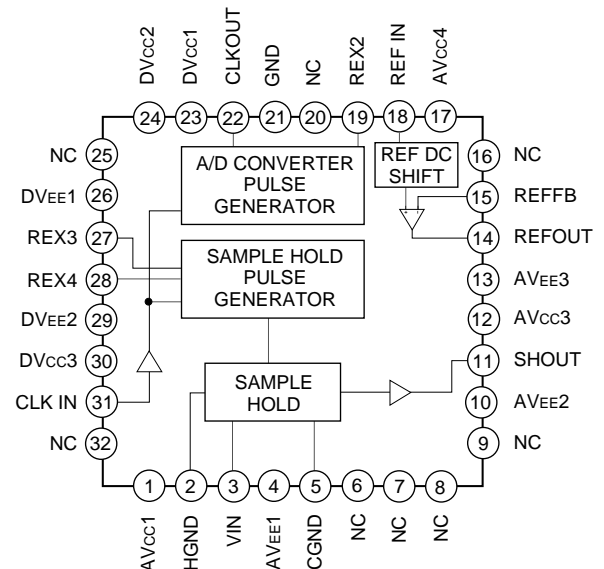 DVCC2
DVCC1
CLKOUT
GND
NC
REX2
REF IN
AVCC4
24
23
22
21
20
19
18
17
NC
25
DVEE1
26
REX3
27
REX4
28
DVEE2
29
DVCC3
30
CLK IN
31
NC
32
A/D CONVERTER
PULSE
GENERATOR
REF DC
SHIFT
SAMPLE HOLD
PULSE
GENERATOR
SAMPLE
HOLD
16
NC
15
REFFB
14
REFOUT
13
AVEE3
12
AVCC3
11
SHOUT
10
AVEE2
9
NC
1
2
3
4
5
6
7
8
AVCC1
HGND
VIN
AVEE1
CGND
NC
NC
NC